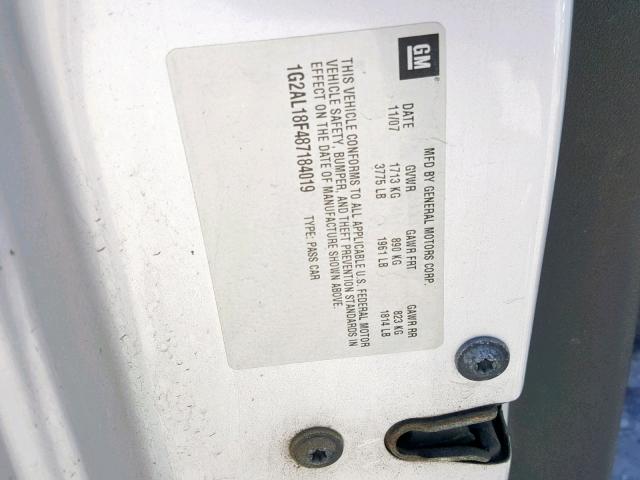 GM
®
MFD BY GENERAL MOTORS CORP.
DATE GVWR GAWR FRT GAWR RR
11/07 1713 KG 890 KG 823 KG
3775 LB 1961 LB 1814 LB
THIS VEHICLE CONFORMS TO ALL APPLICABLE U.S. FEDERAL MOTOR
VEHICLE SAFETY, BUMPER, AND THEFT PREVENTION STANDARDS IN
EFFECT ON THE DATE OF MANUFACTURE SHOWN ABOVE.
1G2AL18F487184019 TYPE: PASS CAR